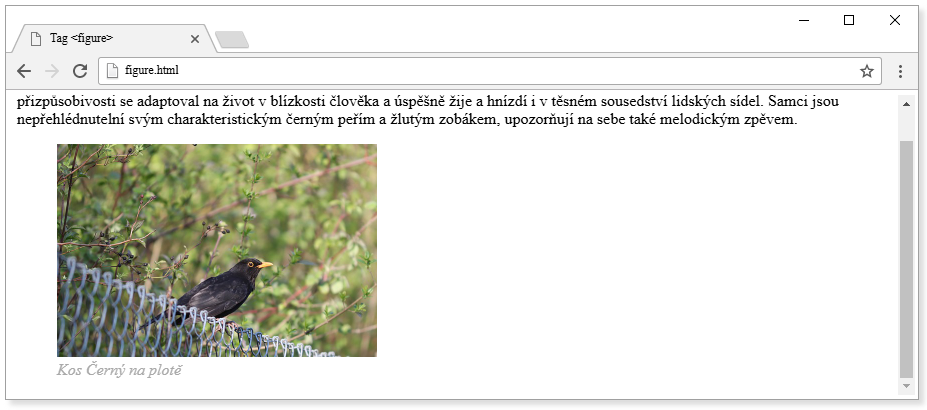 Tag <figure>
figure.html
přizpůsobivosti se adaptoval na život v blízkosti člověka a úspěšně žije a hnízdí i v těsném sousedství lidských sídel. Samci jsou
nepřehlédnutelní svým charakteristickým černým peřím a žlutým zobákem, upozorňují na sebe také melodickým zpěvem.
Kos Černý na plotě